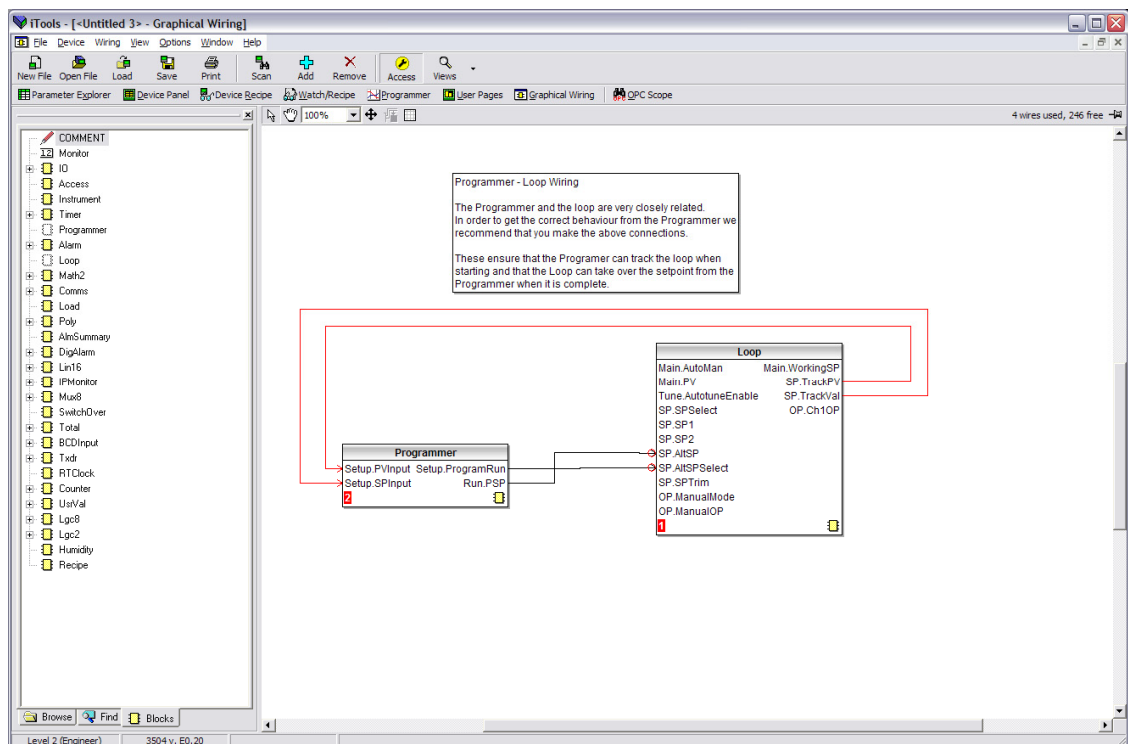 iTools - [<Untitled 3> - Graphical Wiring]
File Device Wiring View Options Window Help
New File Open File Load Save Print Scan Add Remove Access Views
Parameter Explorer Device Panel Device Recipe Watch/Recipe Programmer User Pages Graphical Wiring OPC Scope
100%
4 wires used, 246 free
COMMENT
12 Monitor
IO
Access
Instrument
Timer
Programmer
Alarm
Loop
Math2
Comms
Load
Poly
AlmSummary
DigAlarm
Lin16
IPMonitor
Mux8
SwitchOver
Total
BCDInput
Txdr
RTClock
Counter
UsrVal
Lgc8
Lgc2
Humidity
Recipe
Programmer - Loop Wiring
The Programmer and the loop are very closely related.
In order to get the correct behaviour from the Programmer we
recommend that you make the above connections.
These ensure that the Programer can track the loop when
starting and that the Loop can take over the setpoint from the
Programmer when it is complete.
Loop
Main.AutoMan Main.WorkingSP
Main.PV SP.TrackPV
Tune.AutotuneEnable SP.TrackVal
SP.SPSelect OP.Ch1OP
SP.SP1
SP.SP2
SP.AltSP
SP.AltSPSelect
SP.SPTrim
OP.ManualMode
OP.ManualOP
1
Programmer
Setup.PVInput Setup.ProgramRun
Setup.SPInput Run.PSP
2
Browse Find Blocks
Level 2 (Engineer) 3504 v. E0.20